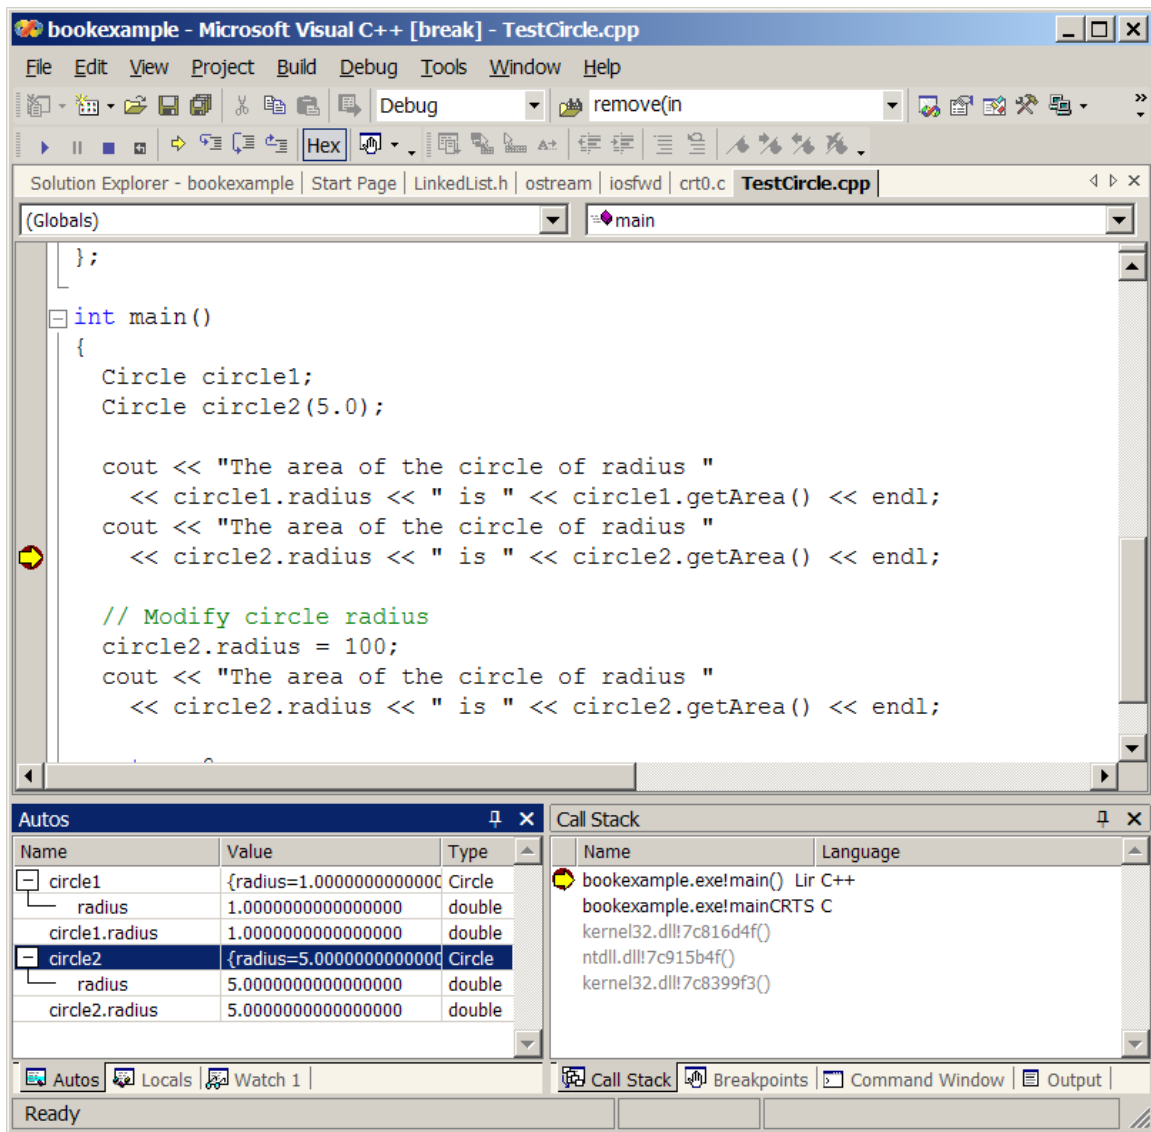 bookexample - Microsoft Visual C++ [break] - TestCircle.cpp
File Edit View Project Build Debug Tools Window Help
Debug remove(in
Hex
Solution Explorer - bookexample Start Page LinkedList.h ostream iosfwd crt0.c TestCircle.cpp
(Globals) main
};
int main()
{
Circle circle1;
Circle circle2(5.0);
cout << "The area of the circle of radius "
<< circle1.radius << " is " << circle1.getArea() << endl;
cout << "The area of the circle of radius "
<< circle2.radius << " is " << circle2.getArea() << endl;
// Modify circle radius
circle2.radius = 100;
cout << "The area of the circle of radius "
<< circle2.radius << " is " << circle2.getArea() << endl;
Autos
Name Value Type
circle1 {radius=1.0000000000000 Circle
radius 1.0000000000000000 double
circle1.radius 1.0000000000000000 double
circle2 {radius=5.0000000000000 Circle
radius 5.0000000000000000 double
circle2.radius 5.0000000000000000 double
Autos Locals Watch 1
Call Stack
Name Language
bookexample.exe!main() Lir C++
bookexample.exe!mainCRTS C
kernel32.dll!7c816d4f()
ntdll.dll!7c915b4f()
kernel32.dll!7c8399f3()
Call Stack Breakpoints Command Window Output
Ready